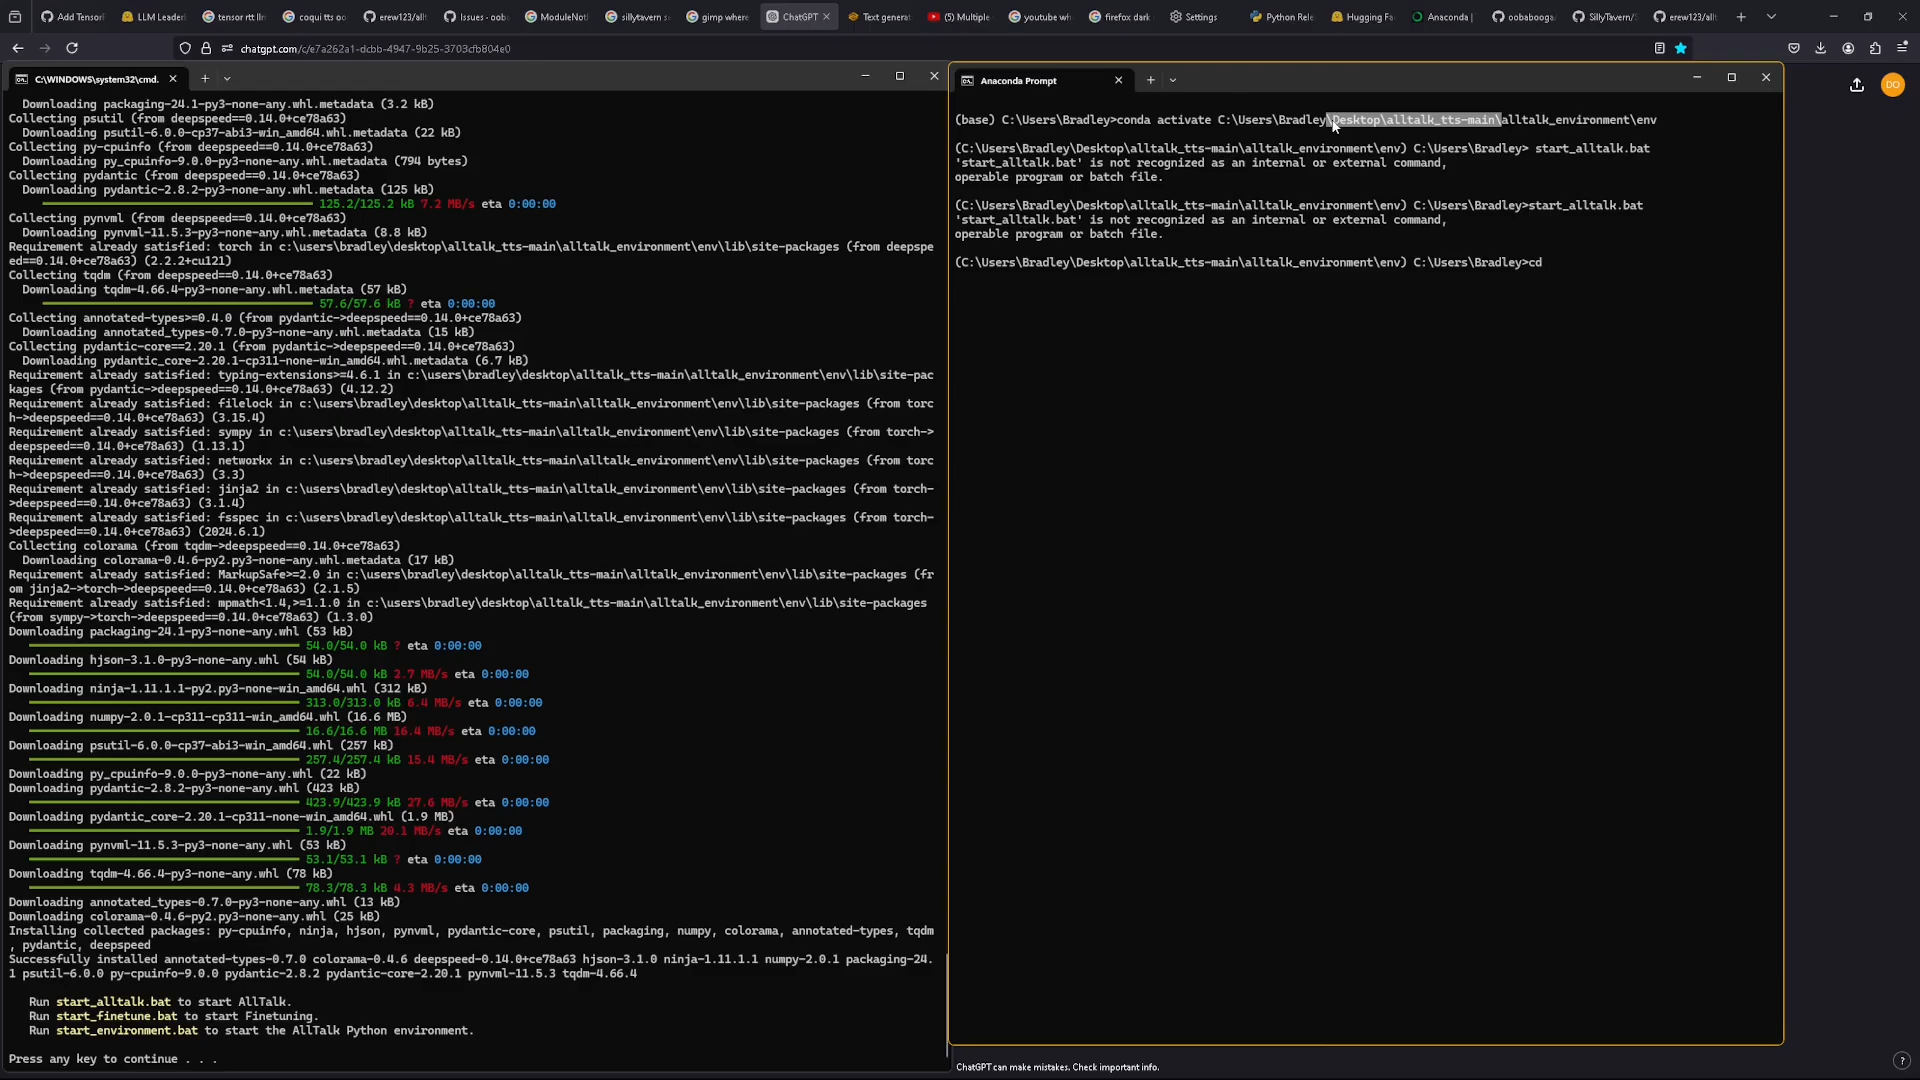 Add Tensorf
LLM Leader
tensor rt llm
coqui tts oo
erew123/allt
Issues · oob
ModuleNotl
sillytavern s
gimp where
ChatGPT
Text generat
(5) Multiple
youtube wh
firefox dark
Settings
Python Rele
Hugging Fa
Anaconda |
oobabooga
SillyTavern/S
erew123/allt
chatgpt.com/c/e7a262a1-dcbb-4947-9b25-3703cfb804e0
C:\WINDOWS\system32\cmd.
Downloading packaging-24.1-py3-none-any.whl.metadata (3.2 kB)
Collecting psutil (from deepspeed==0.14.0+ce78a63)
Downloading psutil-6.0.0-cp37-abi3-win_amd64.whl.metadata (22 kB)
Collecting py-cpuinfo (from deepspeed==0.14.0+ce78a63)
Downloading py_cpuinfo-9.0.0-py3-none-any.whl.metadata (794 bytes)
Collecting pydantic (from deepspeed==0.14.0+ce78a63)
Downloading pydantic-2.8.2-py3-none-any.whl.metadata (125 kB)
125.2/125.2 kB 7.2 MB/s eta 0:00:00
Collecting pynvml (from deepspeed==0.14.0+ce78a63)
Downloading pynvml-11.5.3-py3-none-any.whl.metadata (8.8 kB)
Requirement already satisfied: torch in c:\users\bradley\desktop\alltalk_tts-main\alltalk_environment\env\lib\site-packages (from deepspe
ed==0.14.0+ce78a63) (2.2.2+cu121)
Collecting tqdm (from deepspeed==0.14.0+ce78a63)
Downloading tqdm-4.66.4-py3-none-any.whl.metadata (57 kB)
57.6/57.6 kB ? eta 0:00:00
Collecting annotated-types>=0.4.0 (from pydantic->deepspeed==0.14.0+ce78a63)
Downloading annotated_types-0.7.0-py3-none-any.whl.metadata (15 kB)
Collecting pydantic-core==2.20.1 (from pydantic->deepspeed==0.14.0+ce78a63)
Downloading pydantic_core-2.20.1-cp311-none-win_amd64.whl.metadata (6.7 kB)
Requirement already satisfied: typing-extensions>=4.6.1 in c:\users\bradley\desktop\alltalk_tts-main\alltalk_environment\env\lib\site-pac
kages (from pydantic->deepspeed==0.14.0+ce78a63) (4.12.2)
Requirement already satisfied: filelock in c:\users\bradley\desktop\alltalk_tts-main\alltalk_environment\env\lib\site-packages (from torc
h->deepspeed==0.14.0+ce78a63) (3.15.4)
Requirement already satisfied: sympy in c:\users\bradley\desktop\alltalk_tts-main\alltalk_environment\env\lib\site-packages (from torch->
deepspeed==0.14.0+ce78a63) (1.13.1)
Requirement already satisfied: networkx in c:\users\bradley\desktop\alltalk_tts-main\alltalk_environment\env\lib\site-packages (from torc
h->deepspeed==0.14.0+ce78a63) (3.3)
Requirement already satisfied: jinja2 in c:\users\bradley\desktop\alltalk_tts-main\alltalk_environment\env\lib\site-packages (from torch-
>deepspeed==0.14.0+ce78a63) (3.1.4)
Requirement already satisfied: fsspec in c:\users\bradley\desktop\alltalk_tts-main\alltalk_environment\env\lib\site-packages (from torch-
>deepspeed==0.14.0+ce78a63) (2024.6.1)
Collecting colorama (from tqdm->deepspeed==0.14.0+ce78a63)
Downloading colorama-0.4.6-py2.py3-none-any.whl.metadata (17 kB)
Requirement already satisfied: MarkupSafe>=2.0 in c:\users\bradley\desktop\alltalk_tts-main\alltalk_environment\env\lib\site-packages (fr
om jinja2->torch->deepspeed==0.14.0+ce78a63) (2.1.5)
Requirement already satisfied: mpmath<1.4,>=1.1.0 in c:\users\bradley\desktop\alltalk_tts-main\alltalk_environment\env\lib\site-packages
(from sympy->torch->deepspeed==0.14.0+ce78a63) (1.3.0)
Downloading packaging-24.1-py3-none-any.whl (53 kB)
54.0/54.0 kB ? eta 0:00:00
Downloading hjson-3.1.0-py3-none-any.whl (54 kB)
54.0/54.0 kB 2.7 MB/s eta 0:00:00
Downloading ninja-1.11.1.1-py2.py3-none-win_amd64.whl (312 kB)
313.0/313.0 kB 6.4 MB/s eta 0:00:00
Downloading numpy-2.0.1-cp311-cp311-win_amd64.whl (16.6 MB)
16.6/16.6 MB 16.4 MB/s eta 0:00:00
Downloading psutil-6.0.0-cp37-abi3-win_amd64.whl (257 kB)
257.4/257.4 kB 15.4 MB/s eta 0:00:00
Downloading py_cpuinfo-9.0.0-py3-none-any.whl (22 kB)
Downloading pydantic-2.8.2-py3-none-any.whl (423 kB)
423.9/423.9 kB 27.6 MB/s eta 0:00:00
Downloading pydantic_core-2.20.1-cp311-none-win_amd64.whl (1.9 MB)
1.9/1.9 MB 20.1 MB/s eta 0:00:00
Downloading pynvml-11.5.3-py3-none-any.whl (53 kB)
53.1/53.1 kB ? eta 0:00:00
Downloading tqdm-4.66.4-py3-none-any.whl (78 kB)
78.3/78.3 kB 4.3 MB/s eta 0:00:00
Downloading annotated_types-0.7.0-py3-none-any.whl (13 kB)
Downloading colorama-0.4.6-py2.py3-none-any.whl (25 kB)
Installing collected packages: py-cpuinfo, ninja, hjson, pynvml, pydantic-core, psutil, packaging, numpy, colorama, annotated-types, tqdm
, pydantic, deepspeed
Successfully installed annotated-types-0.7.0 colorama-0.4.6 deepspeed-0.14.0+ce78a63 hjson-3.1.0 ninja-1.11.1.1 numpy-2.0.1 packaging-24.
1 psutil-6.0.0 py-cpuinfo-9.0.0 pydantic-2.8.2 pydantic-core-2.20.1 pynvml-11.5.3 tqdm-4.66.4
Run start_alltalk.bat to start AllTalk.
Run start_finetune.bat to start Finetuning.
Run start_environment.bat to start the AllTalk Python environment.
Press any key to continue . . .
Anaconda Prompt
(base) C:\Users\Bradley>conda activate C:\Users\Bradley\Desktop\alltalk_tts-main\alltalk_environment\env
(C:\Users\Bradley\Desktop\alltalk_tts-main\alltalk_environment\env) C:\Users\Bradley> start_alltalk.bat
'start_alltalk.bat' is not recognized as an internal or external command,
operable program or batch file.
(C:\Users\Bradley\Desktop\alltalk_tts-main\alltalk_environment\env) C:\Users\Bradley>start_alltalk.bat
'start_alltalk.bat' is not recognized as an internal or external command,
operable program or batch file.
(C:\Users\Bradley\Desktop\alltalk_tts-main\alltalk_environment\env) C:\Users\Bradley>cd
DO
ChatGPT can make mistakes. Check important info.
?